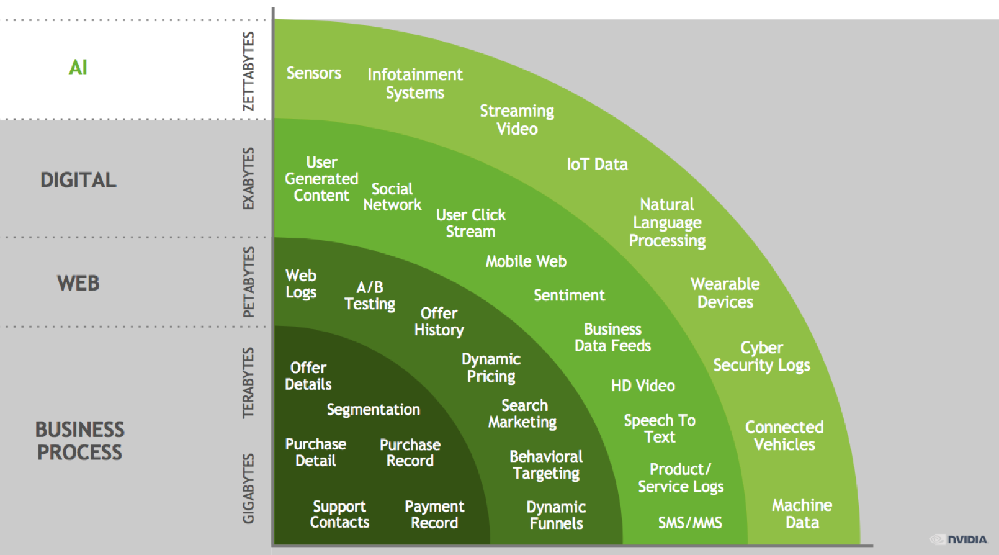 AI
ZETTABYTES
Sensors
Infotainment
Systems
Streaming
Video
IoT Data
Natural
Language
Processing
Wearable
Devices
Cyber
Security Logs
Connected
Vehicles
Machine
Data
DIGITAL
EXABYTES
User
Generated
Content
Social
Network
User Click
Stream
Mobile Web
Sentiment
Business
Data Feeds
HD Video
Speech To
Text
Product/
Service Logs
SMS/MMS
WEB
PETABYTES
Web
Logs
A/B
Testing
Offer
History
Dynamic
Pricing
Search
Marketing
Behavioral
Targeting
Dynamic
Funnels
BUSINESS
PROCESS
TERABYTES
GIGABYTES
Offer
Details
Segmentation
Purchase
Detail
Purchase
Record
Support
Contacts
Payment
Record
NVIDIA.